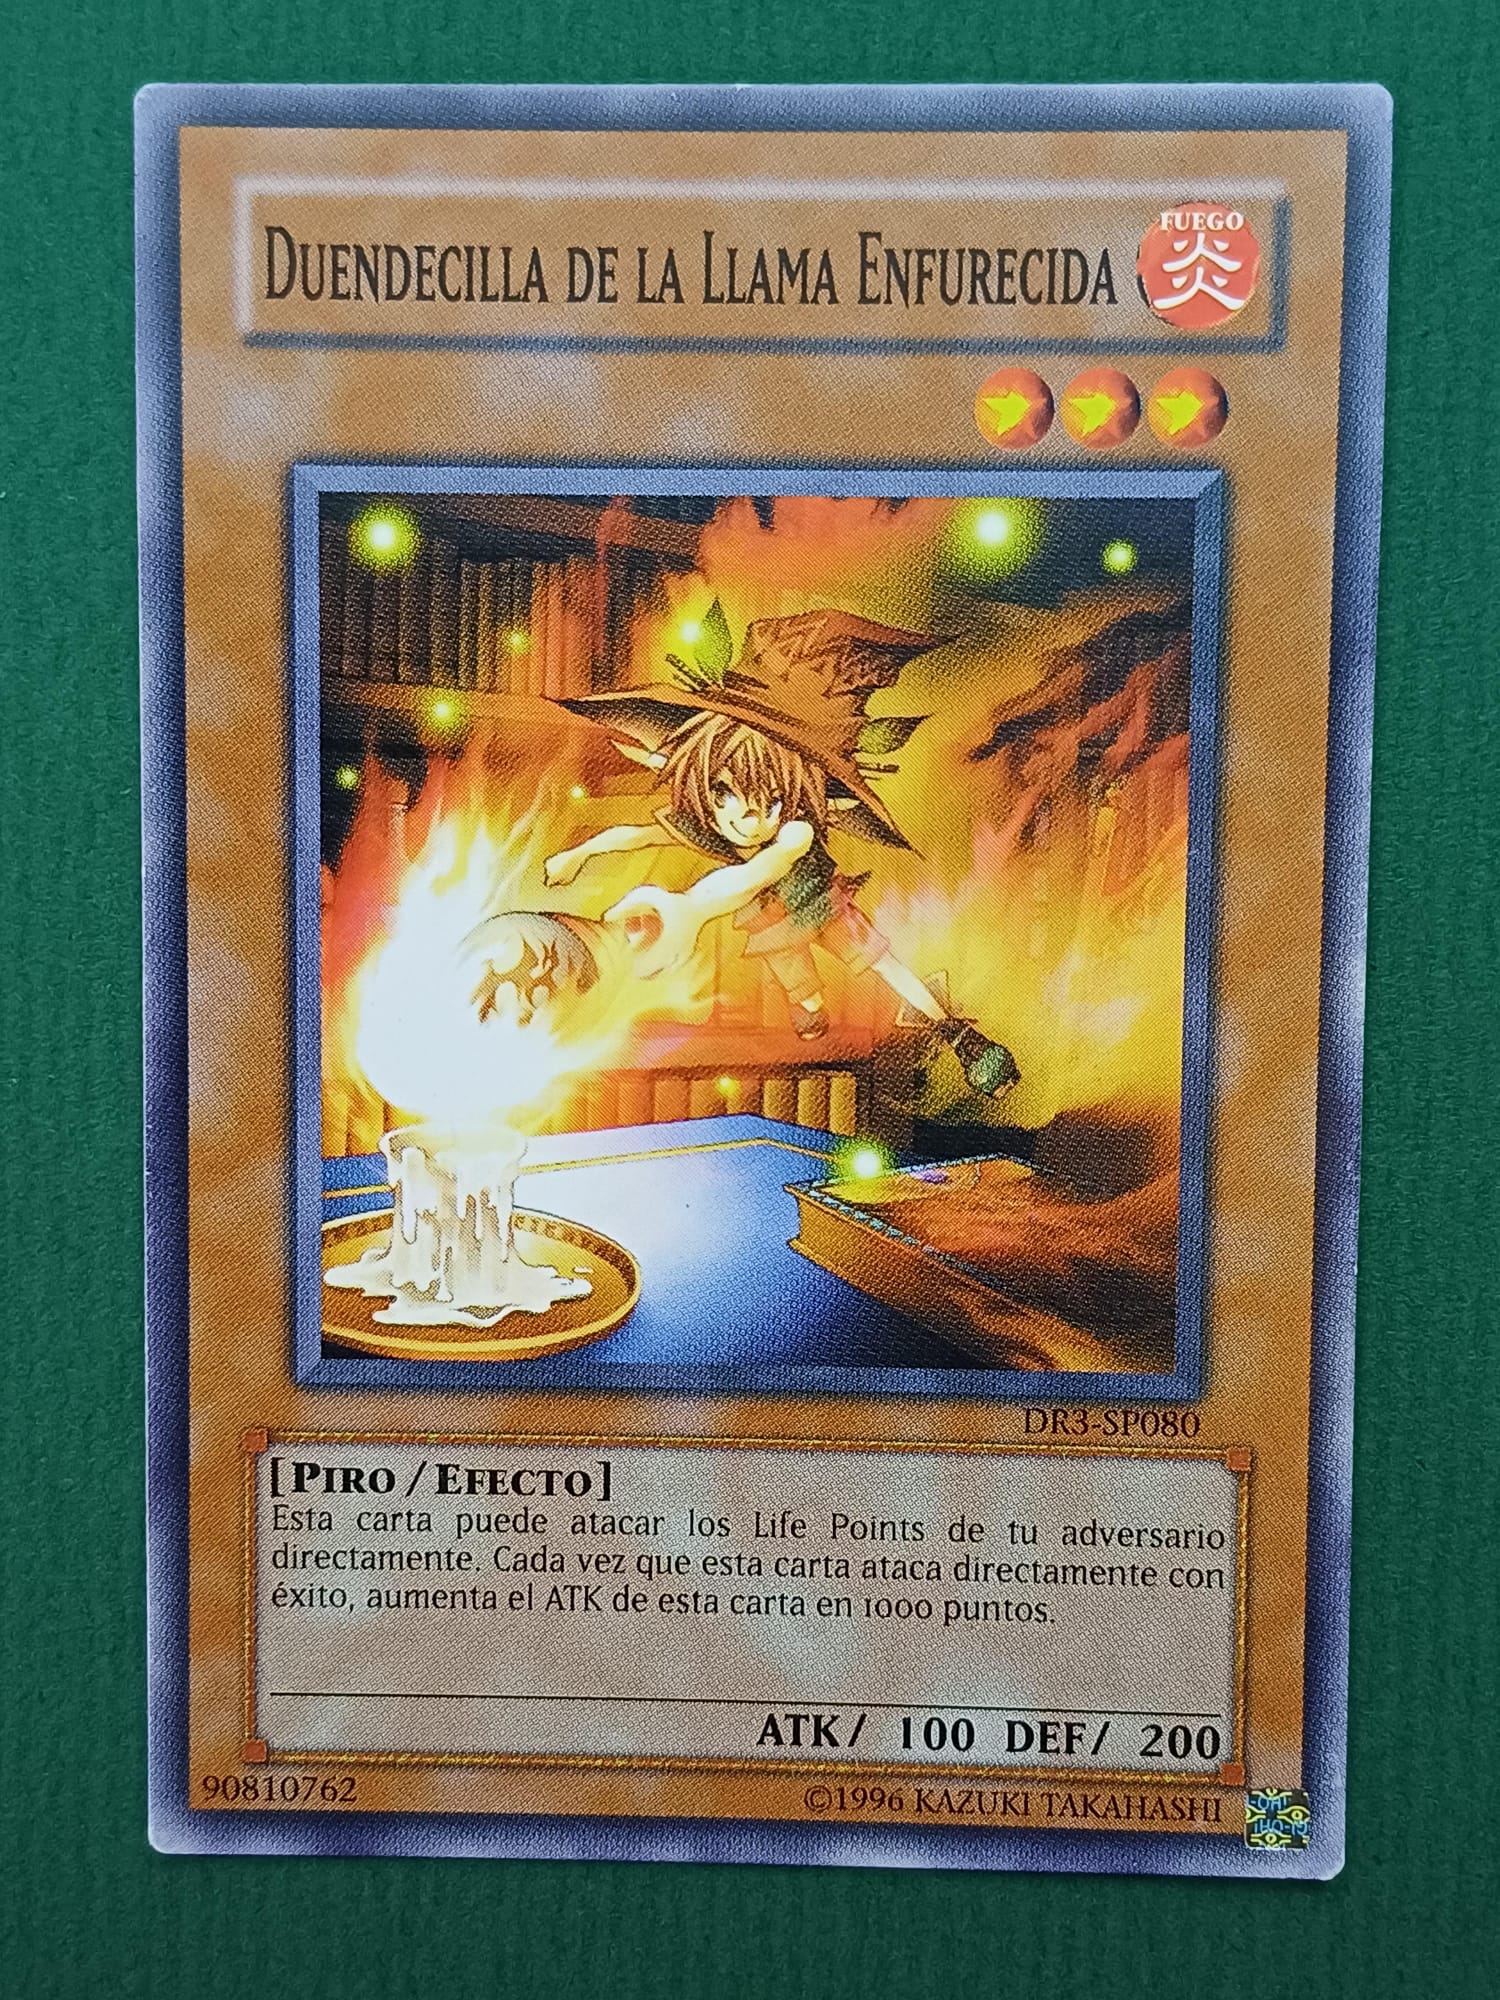 Duendecilla de la Llama Enfurecida
FUEGO
炎
DR3-SP080
[Piro/Efecto]
Esta carta puede atacar los Life Points de tu adversario
directamente. Cada vez que esta carta ataca directamente con
éxito, aumenta el ATK de esta carta en 1000 puntos.
ATK/ 100 DEF/ 200
90810762
©1996 KAZUKI TAKAHASHI